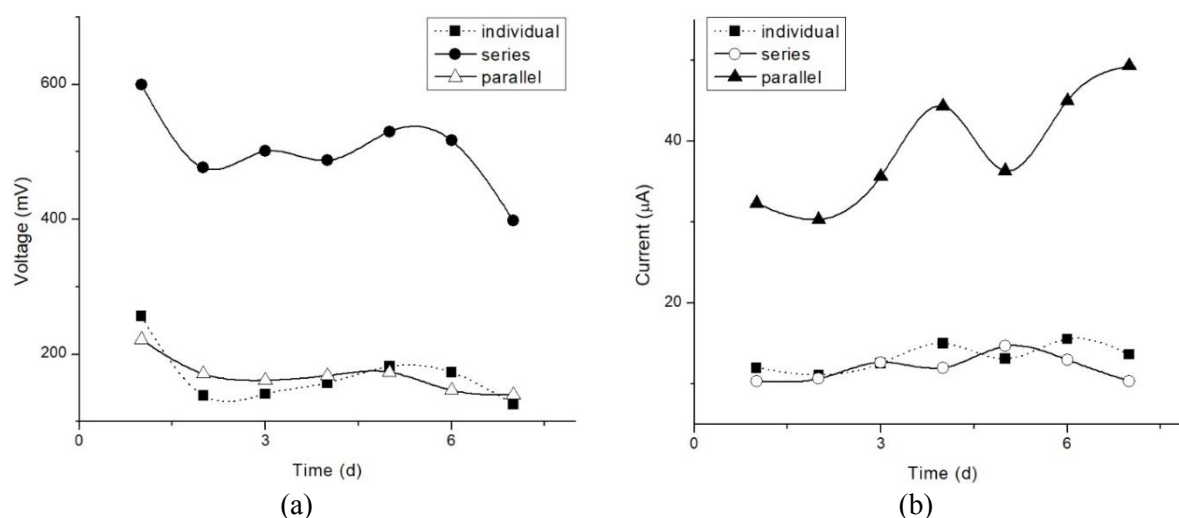 individual
series
parallel
600
400
200
Voltage (mV)
0
3
6
Time (d)
(a)
individual
series
parallel
40
20
Current (μA)
0
3
6
Time (d)
(b)